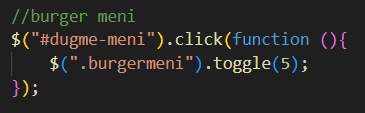 //burger meni
$("#dugme-meni").click(function (){
    $(".burgermeni").toggle(5);
});